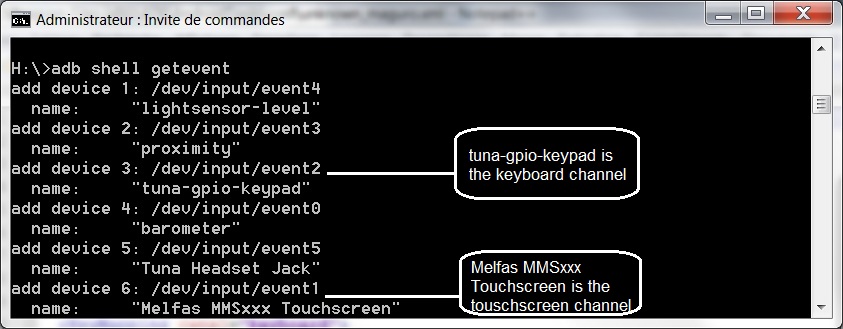 Administrateur : Invite de commandes
H:\>adb shell getevent
add device 1: /dev/input/event4
name: "lightsensor-level"
add device 2: /dev/input/event3
name: "proximity"
add device 3: /dev/input/event2
name: "tuna-gpio-keypad"
add device 4: /dev/input/event0
name: "barometer"
add device 5: /dev/input/event5
name: "Tuna Headset Jack"
add device 6: /dev/input/event1
name: "Melfas MMSxxx Touchscreen"
tuna-gpio-keypad is
the keyboard channel
Melfas MMSxxx
Touchscreen is the
touschscreen channel